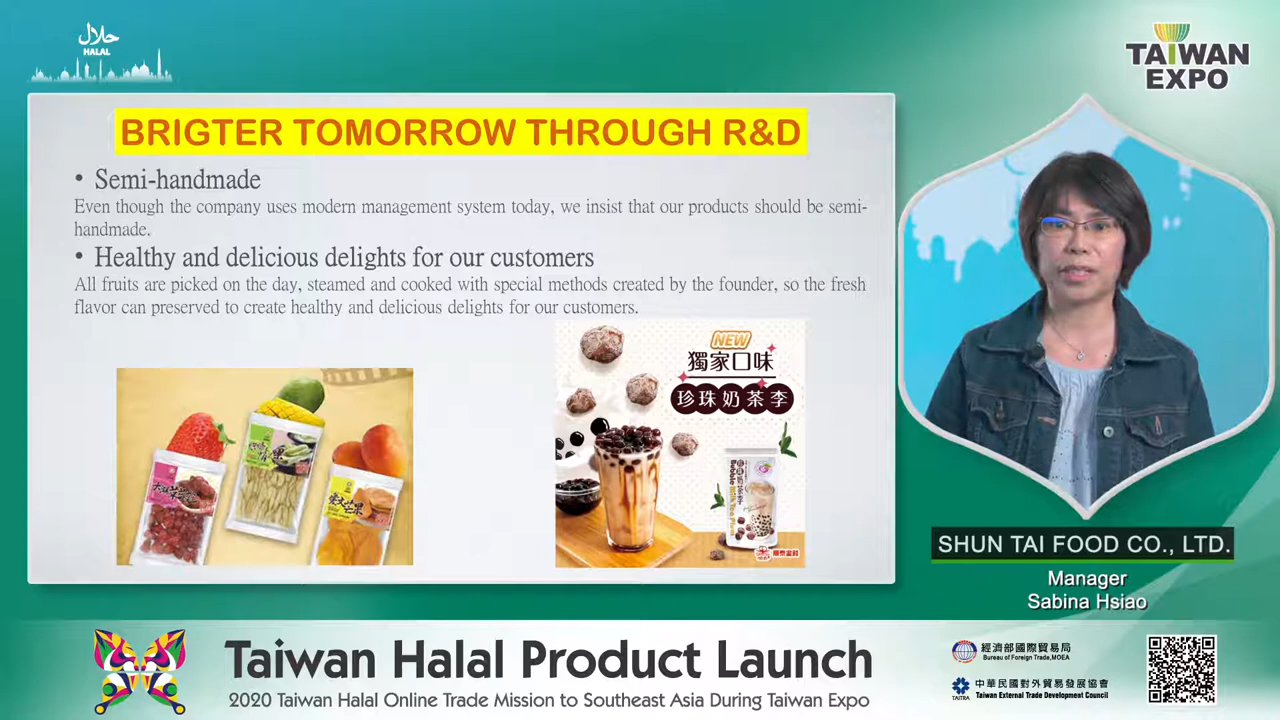 حلال
HALAL
TAIWAN
EXPO
BRIGTER TOMORROW THROUGH R&D
• Semi-handmade
Even though the company uses modern management system today, we insist that our products should be semi-
handmade.
• Healthy and delicious delights for our customers
All fruits are picked on the day, steamed and cooked with special methods created by the founder, so the fresh
flavor can preserved to create healthy and delicious delights for our customers.
NEW
獨家口味
珍珠奶茶李
Bubble Milk Tea Plum
SHUN TAI FOOD CO., LTD.
Manager
Sabina Hsiao
Taiwan Halal Product Launch
2020 Taiwan Halal Online Trade Mission to Southeast Asia During Taiwan Expo
經濟部國際貿易局
Bureau of Foreign Trade,MOEA
中華民國對外貿易發展協會
TAITRA
Taiwan External Trade Development Council